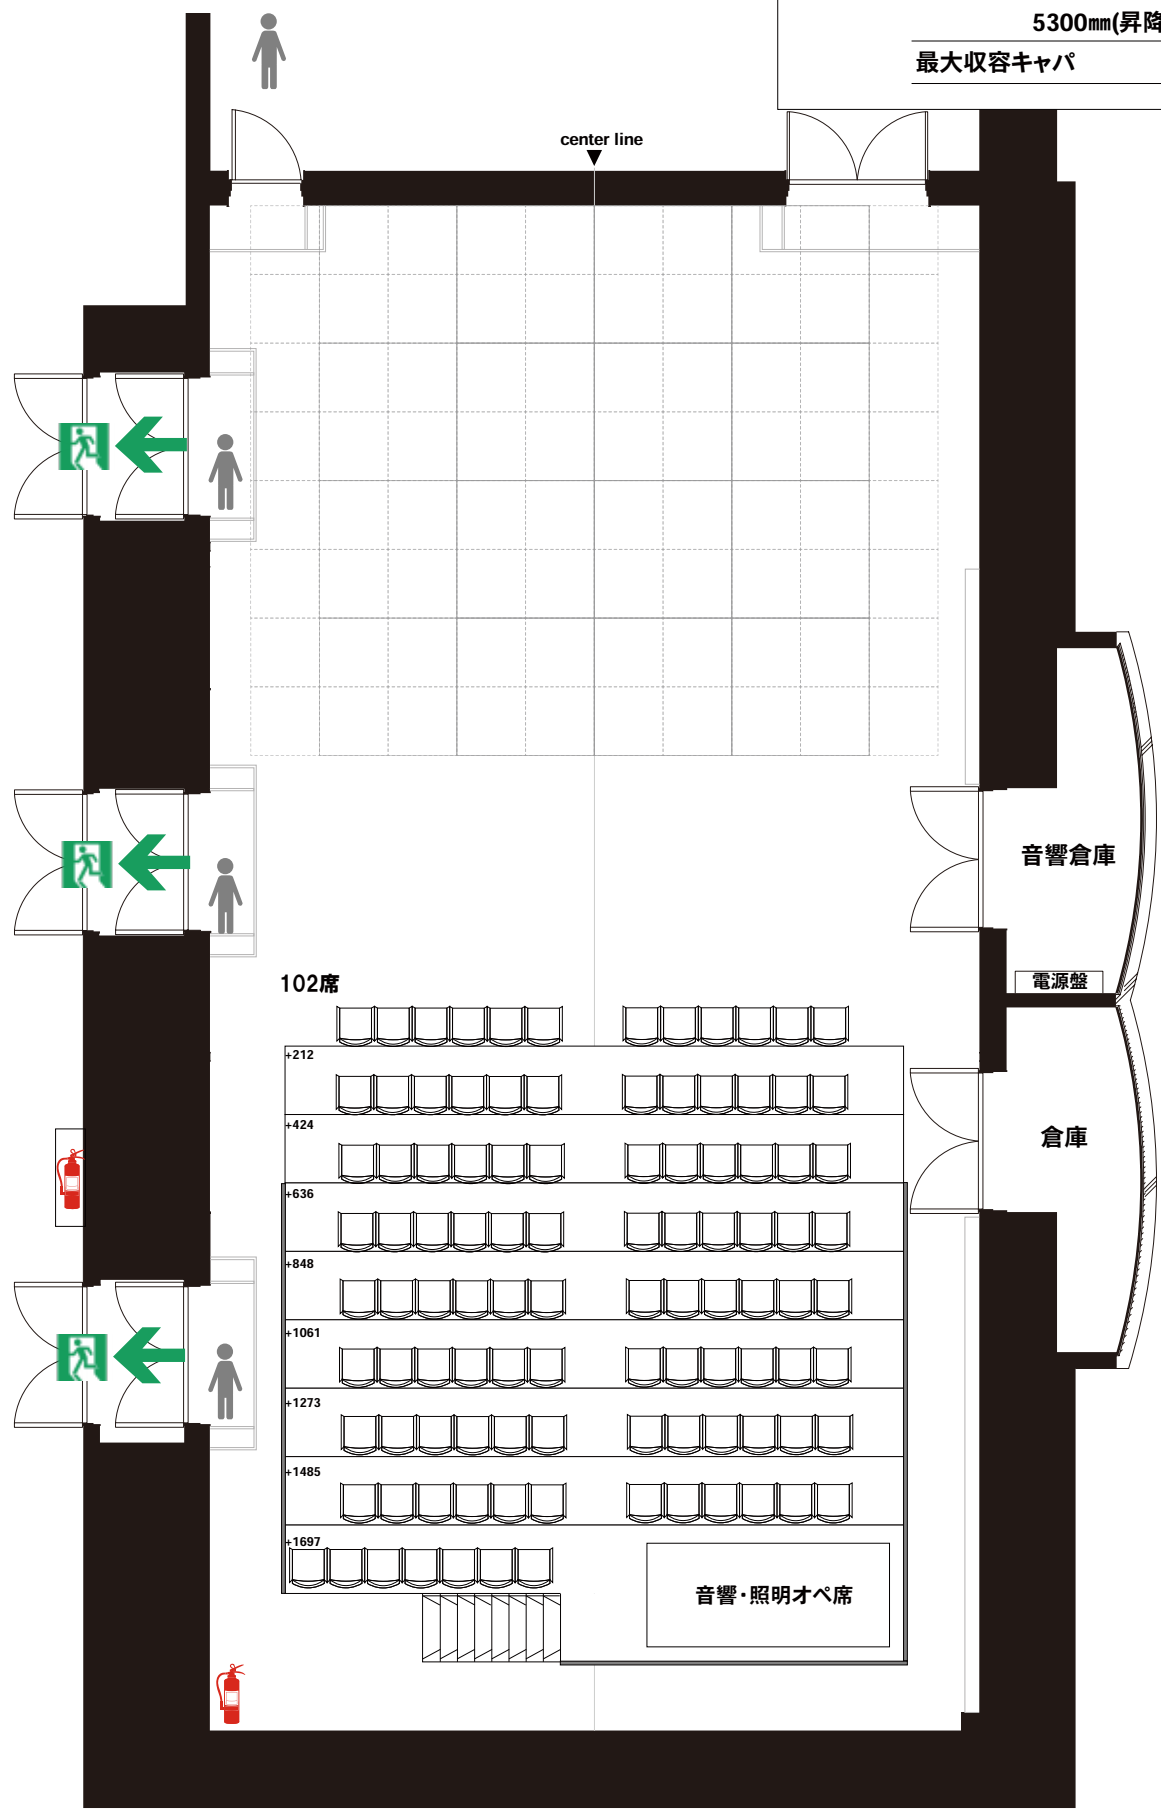 5300㎜(昇降
最大収容キャパ
center line
音響倉庫
電源盤
102席
+212
+424
倉庫
+636
+848
+1061
+1273
+1485
+1697
音響・照明オペ席